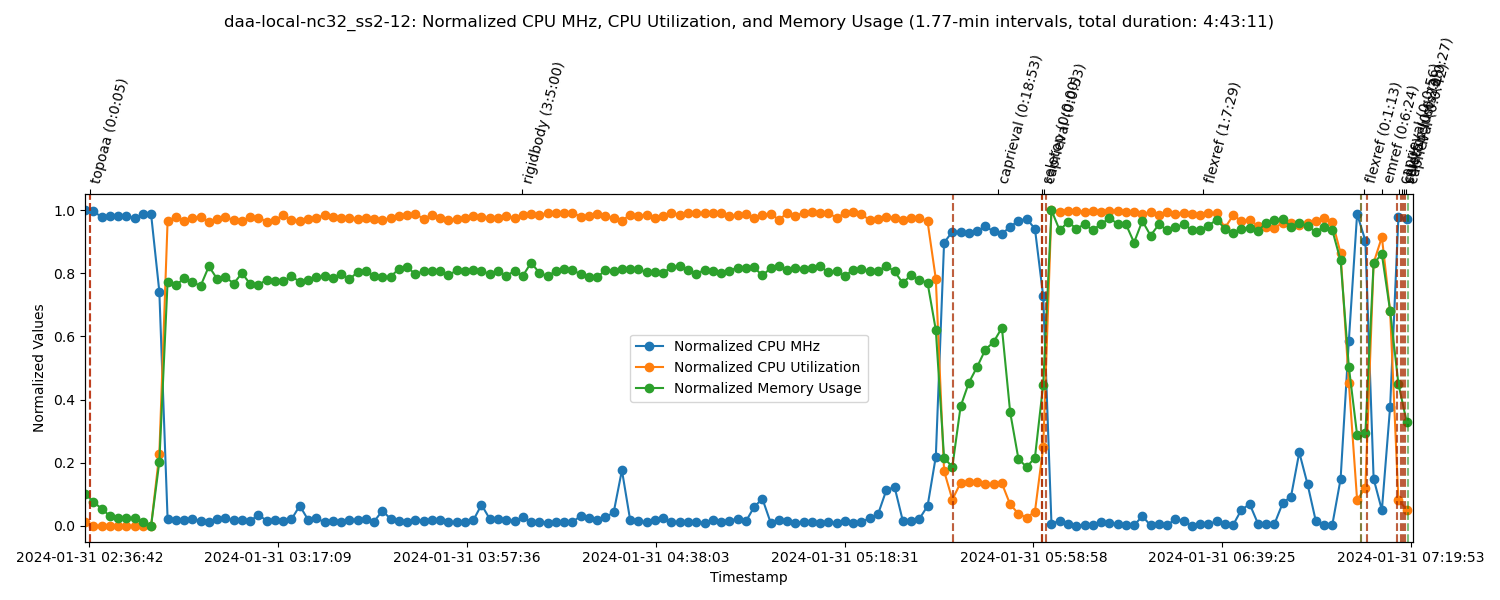 daa-local-nc32_ss2-12: Normalized CPU MHz, CPU Utilization, and Memory Usage (1.77-min intervals, total duration: 4:43:11)
topoaa (0:0:05)
rigidbody (3:5:00)
caprieval (0:18:53)
caprieval (0:0:53)
flexref (1:7:29)
flexref (0:1:13)
emref (0:6:24)
1.0
0.8
0.6
0.4
0.2
0.0
Normalized Values
Normalized CPU MHz
Normalized CPU Utilization
Normalized Memory Usage
2024-01-31 02:36:42
2024-01-31 03:17:09
2024-01-31 03:57:36
2024-01-31 04:38:03
2024-01-31 05:18:31
2024-01-31 05:58:58
2024-01-31 06:39:25
2024-01-31 07:19:53
Timestamp